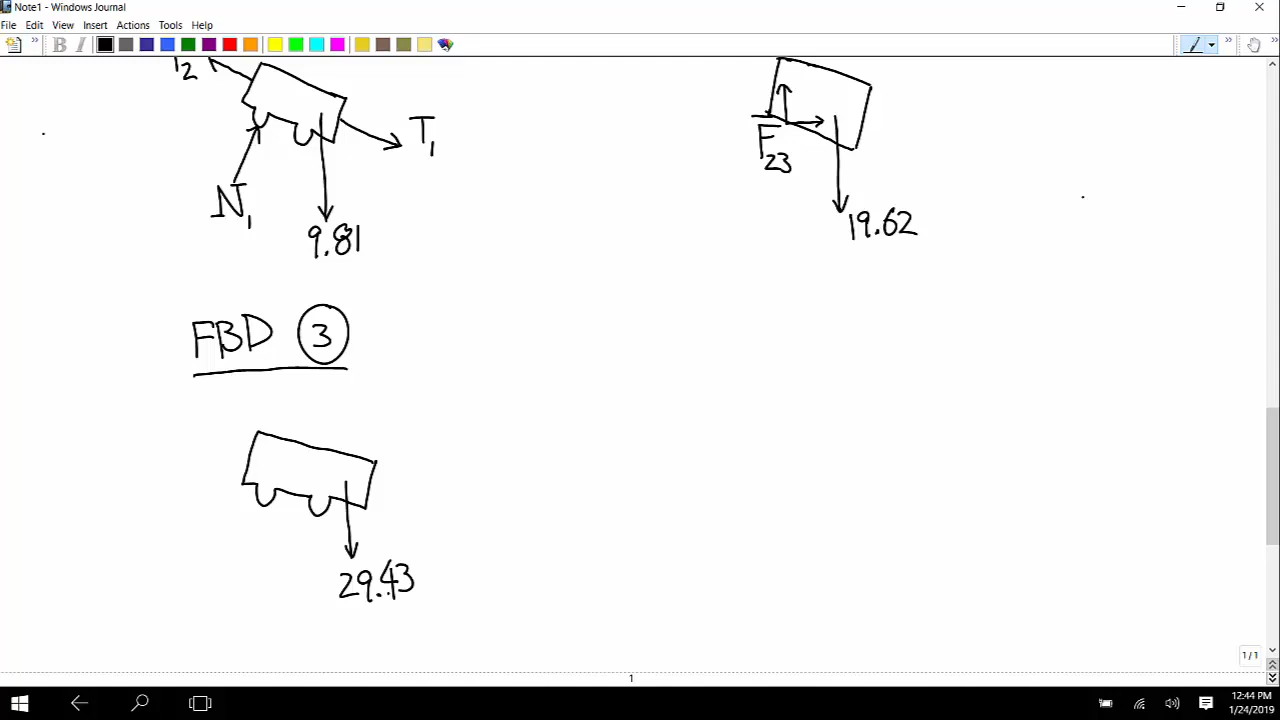 Note1 - Windows Journal
File Edit View Insert Actions Tools Help
B I
T2
T1
N1
9.81
F23
19.62
FBD 3
29.43
1/1
1
12:44 PM
1/24/2019